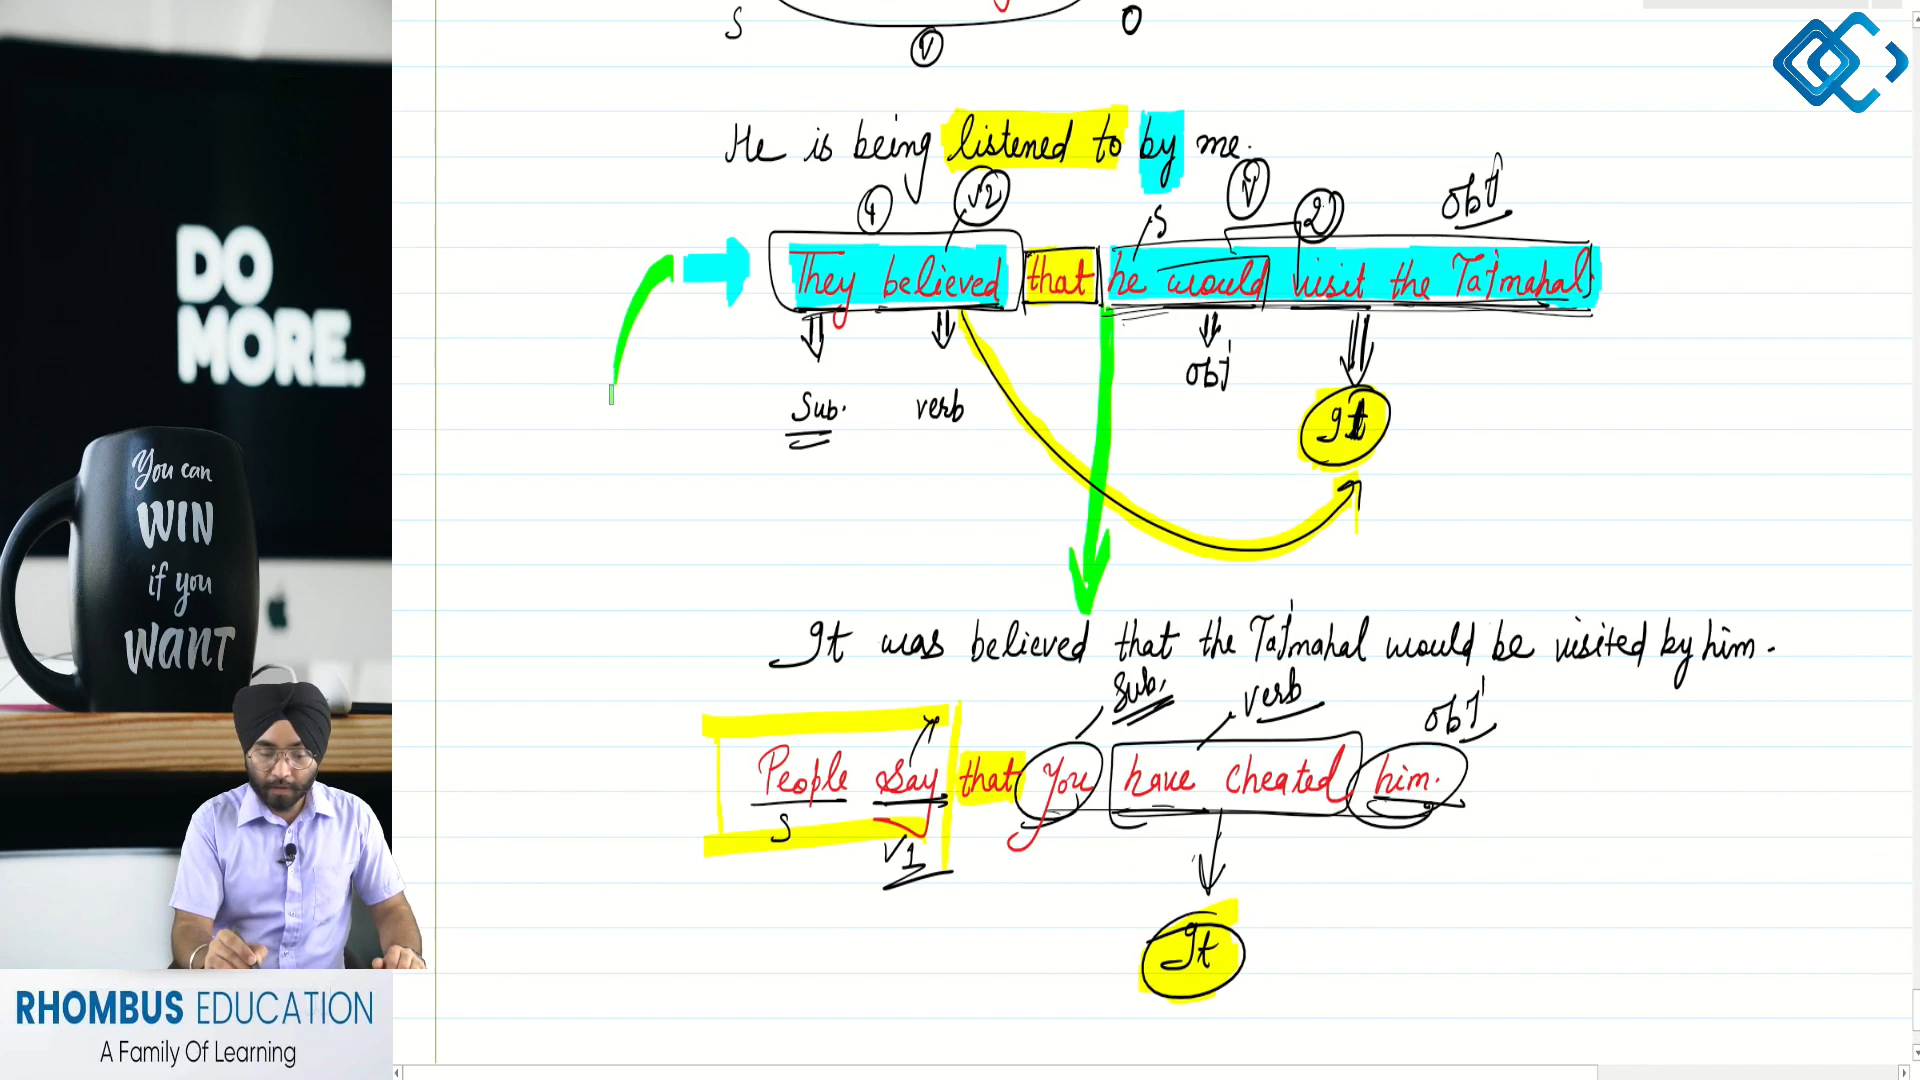 S
V
O
He is being listened to by me.
1
V2
S
V
2
obj
They believed that he would visit the Tajmahal.
Sub.
verb
obj
It
It was believed that the Tajmahal would be visited by him.
Sub.
verb
obj
People say that you have cheated him.
S
V1
It
DO
MORE.
You can
WIN
if you
WANT
RHOMBUS EDUCATION
A Family Of Learning